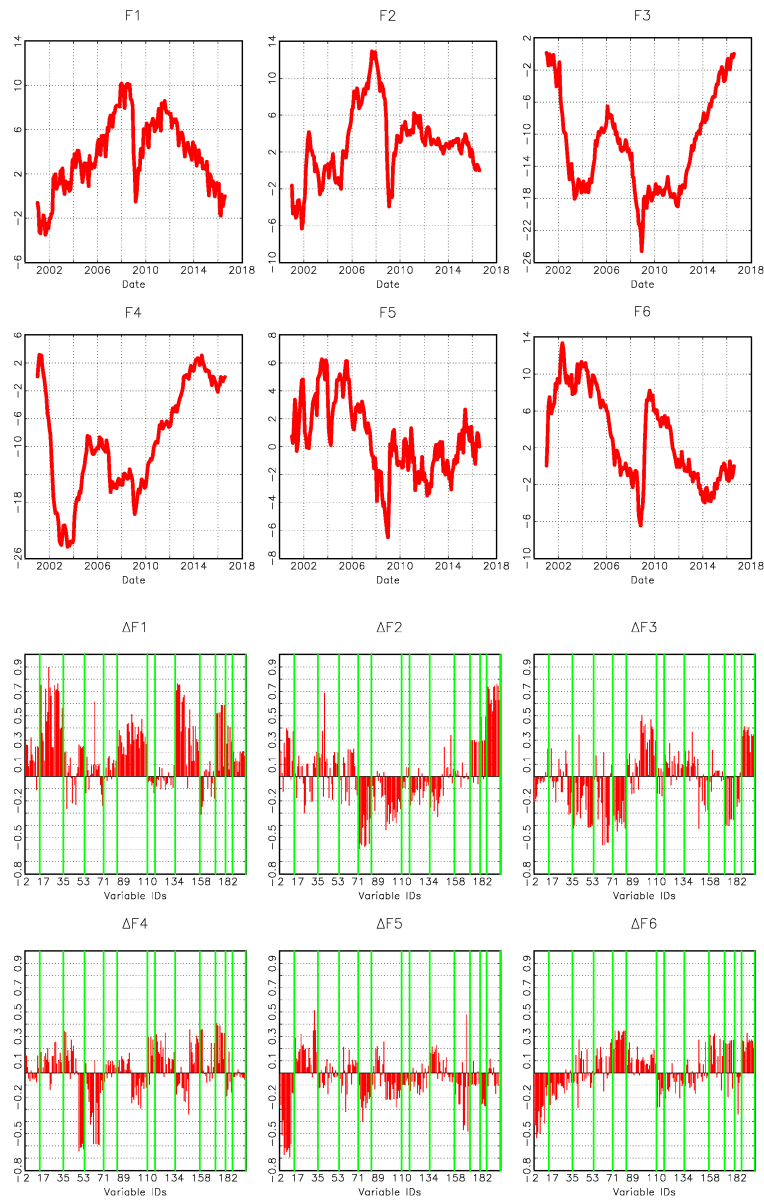 F1
14
10
6
2
-2
-6
2002 2006 2010 2014 2018
Date
F2
14
10
6
2
-2
-6
-10
2002 2006 2010 2014 2018
Date
F3
2
-2
-6
-10
-14
-18
-22
-26
2002 2006 2010 2014 2018
Date
F4
6
-2
-10
-18
-26
2002 2006 2010 2014 2018
Date
F5
8
6
4
2
0
-2
-4
-6
-8
2002 2006 2010 2014 2018
Date
F6
14
10
6
2
-2
-6
-10
2002 2006 2010 2014 2018
Date
ΔF1
0.9
0.7
0.5
0.3
0.1
-0.2
-0.5
-0.8
2 17 35 53 71 89 110 134 158 182
Variable IDs
ΔF2
0.9
0.7
0.5
0.3
0.1
-0.2
-0.5
-0.8
2 17 35 53 71 89 110 134 158 182
Variable IDs
ΔF3
0.9
0.7
0.5
0.3
0.1
-0.2
-0.5
-0.8
2 17 35 53 71 89 110 134 158 182
Variable IDs
ΔF4
0.9
0.7
0.5
0.3
0.1
-0.2
-0.5
-0.8
2 17 35 53 71 89 110 134 158 182
Variable IDs
ΔF5
0.9
0.7
0.5
0.3
0.1
-0.2
-0.5
-0.8
2 17 35 53 71 89 110 134 158 182
Variable IDs
ΔF6
0.9
0.7
0.5
0.3
0.1
-0.2
-0.5
-0.8
2 17 35 53 71 89 110 134 158 182
Variable IDs